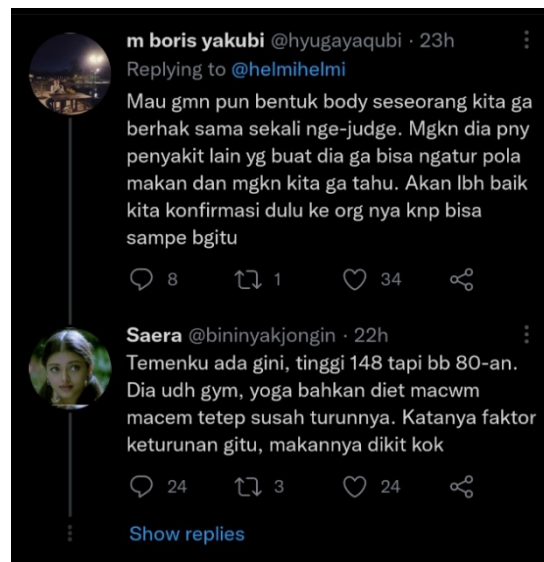 m boris yakubi @hyugayaqubi · 23h
Replying to @helmihelmi
Mau gmn pun bentuk body seseorang kita ga
berhak sama sekali nge-judge. Mgkn dia pny
penyakit lain yg buat dia ga bisa ngatur pola
makan dan mgkn kita ga tahu. Akan lbh baik
kita konfirmasi dulu ke org nya knp bisa
sampe bgitu
8 1 34
Saera @bininyakjongin · 22h
Temenku ada gini, tinggi 148 tapi bb 80-an.
Dia udh gym, yoga bahkan diet macwm
macem tetep susah turunnya. Katanya faktor
keturunan gitu, makannya dikit kok
24 3 24
Show replies